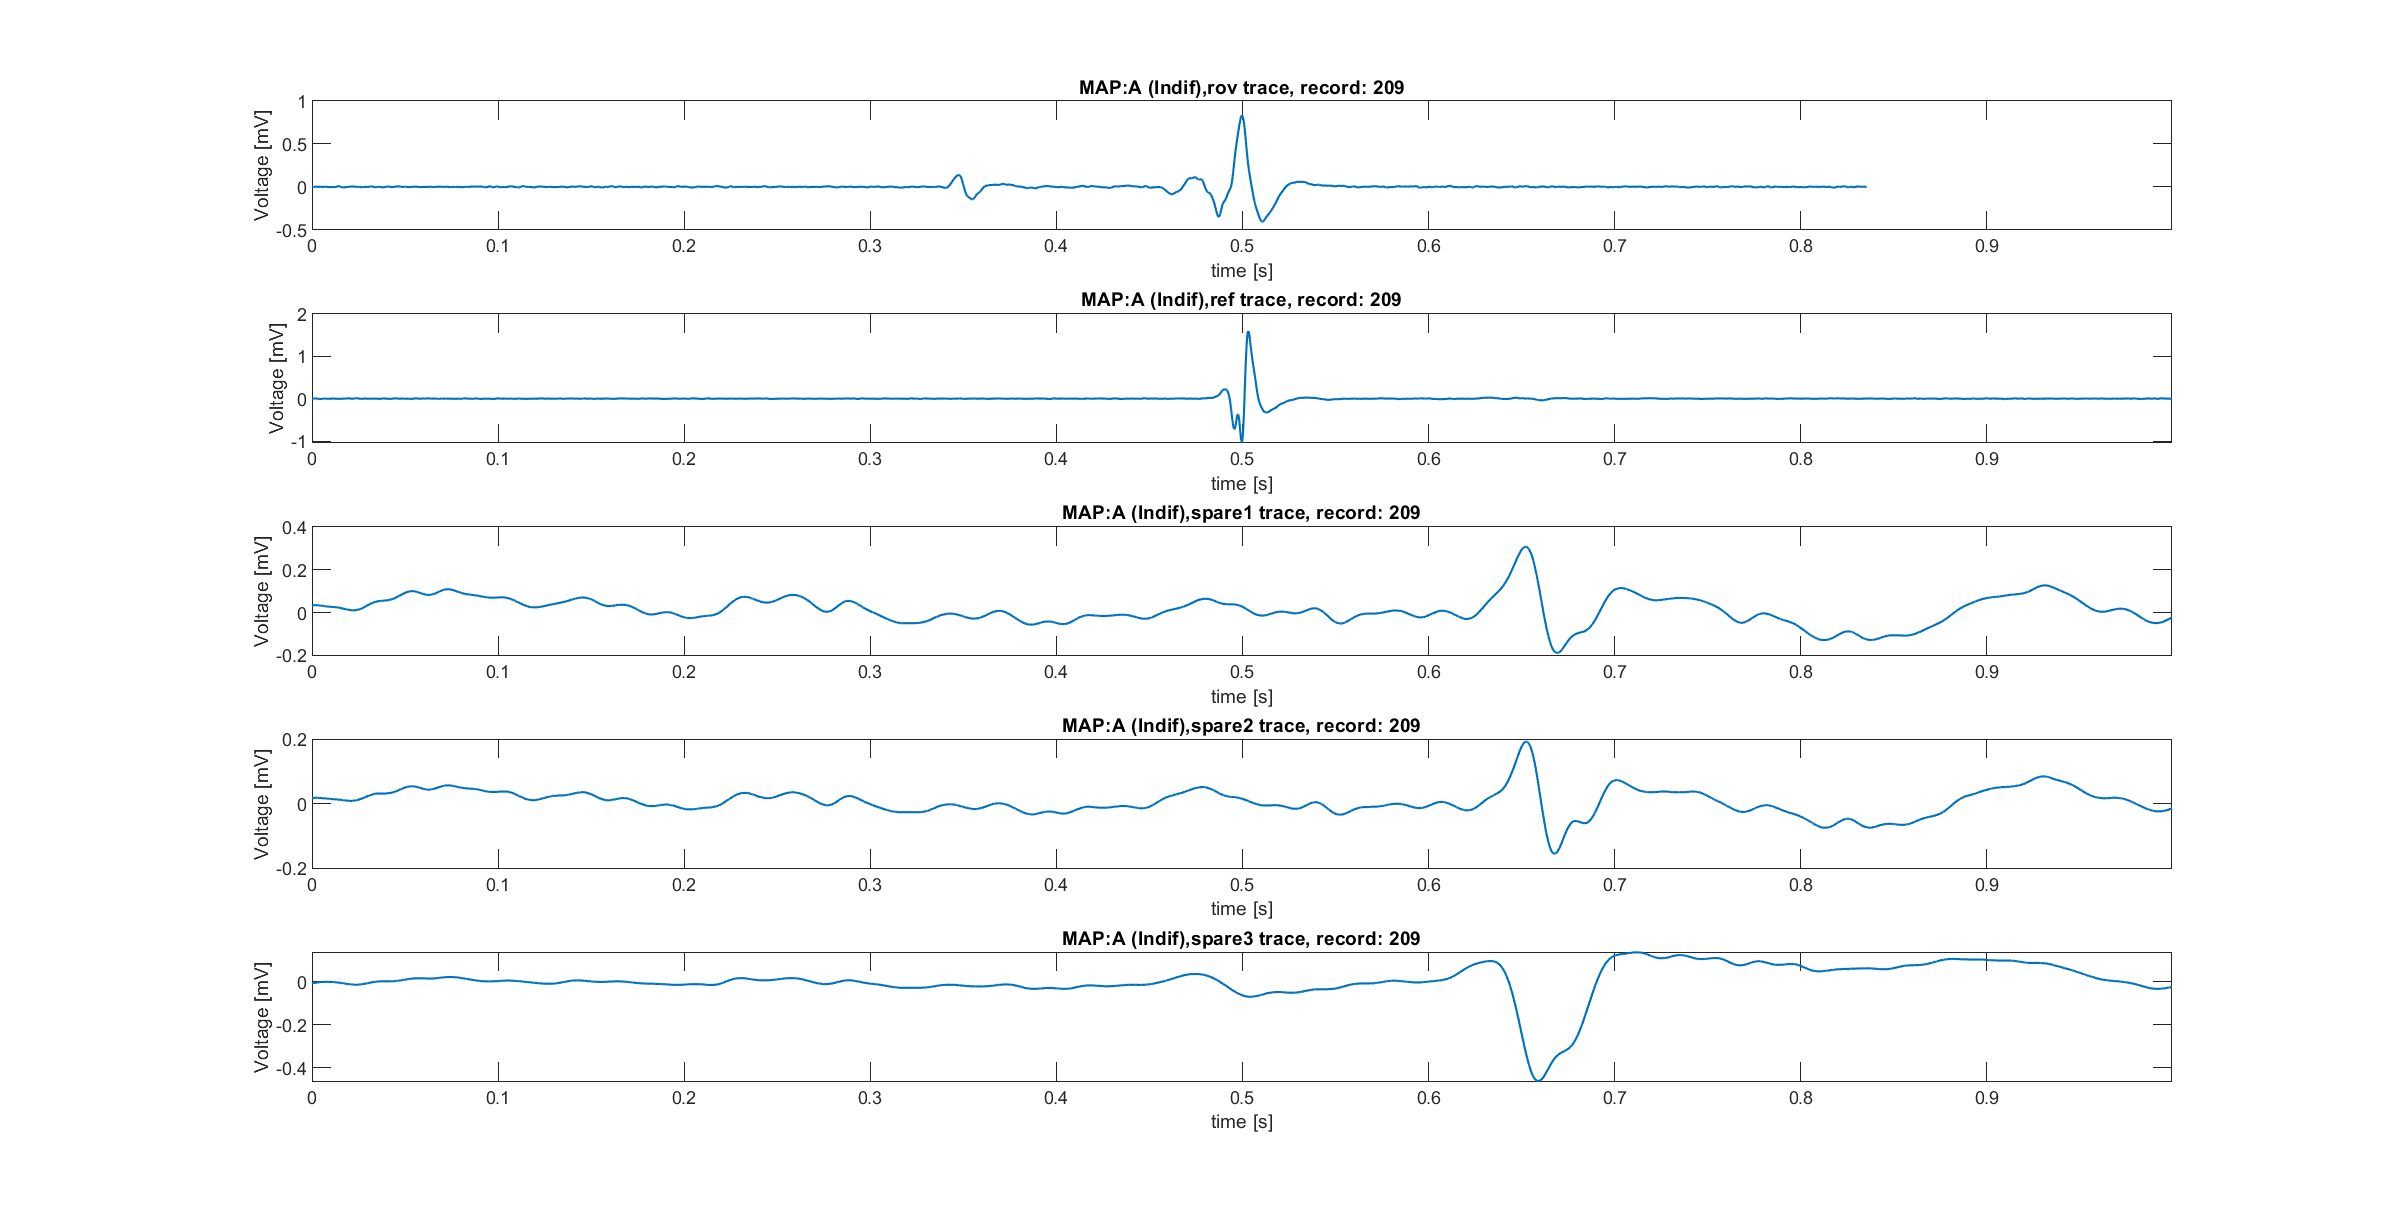 MAP:A (Indif),rov trace, record: 209
Voltage [mV]
1
0.5
0
-0.5
0 0.1 0.2 0.3 0.4 0.5 0.6 0.7 0.8 0.9
time [s]
MAP:A (Indif),ref trace, record: 209
Voltage [mV]
2
1
0
-1
0 0.1 0.2 0.3 0.4 0.5 0.6 0.7 0.8 0.9
time [s]
MAP:A (Indif),spare1 trace, record: 209
Voltage [mV]
0.4
0.2
0
-0.2
0 0.1 0.2 0.3 0.4 0.5 0.6 0.7 0.8 0.9
time [s]
MAP:A (Indif),spare2 trace, record: 209
Voltage [mV]
0.2
0
-0.2
0 0.1 0.2 0.3 0.4 0.5 0.6 0.7 0.8 0.9
time [s]
MAP:A (Indif),spare3 trace, record: 209
Voltage [mV]
0
-0.2
-0.4
0 0.1 0.2 0.3 0.4 0.5 0.6 0.7 0.8 0.9
time [s]